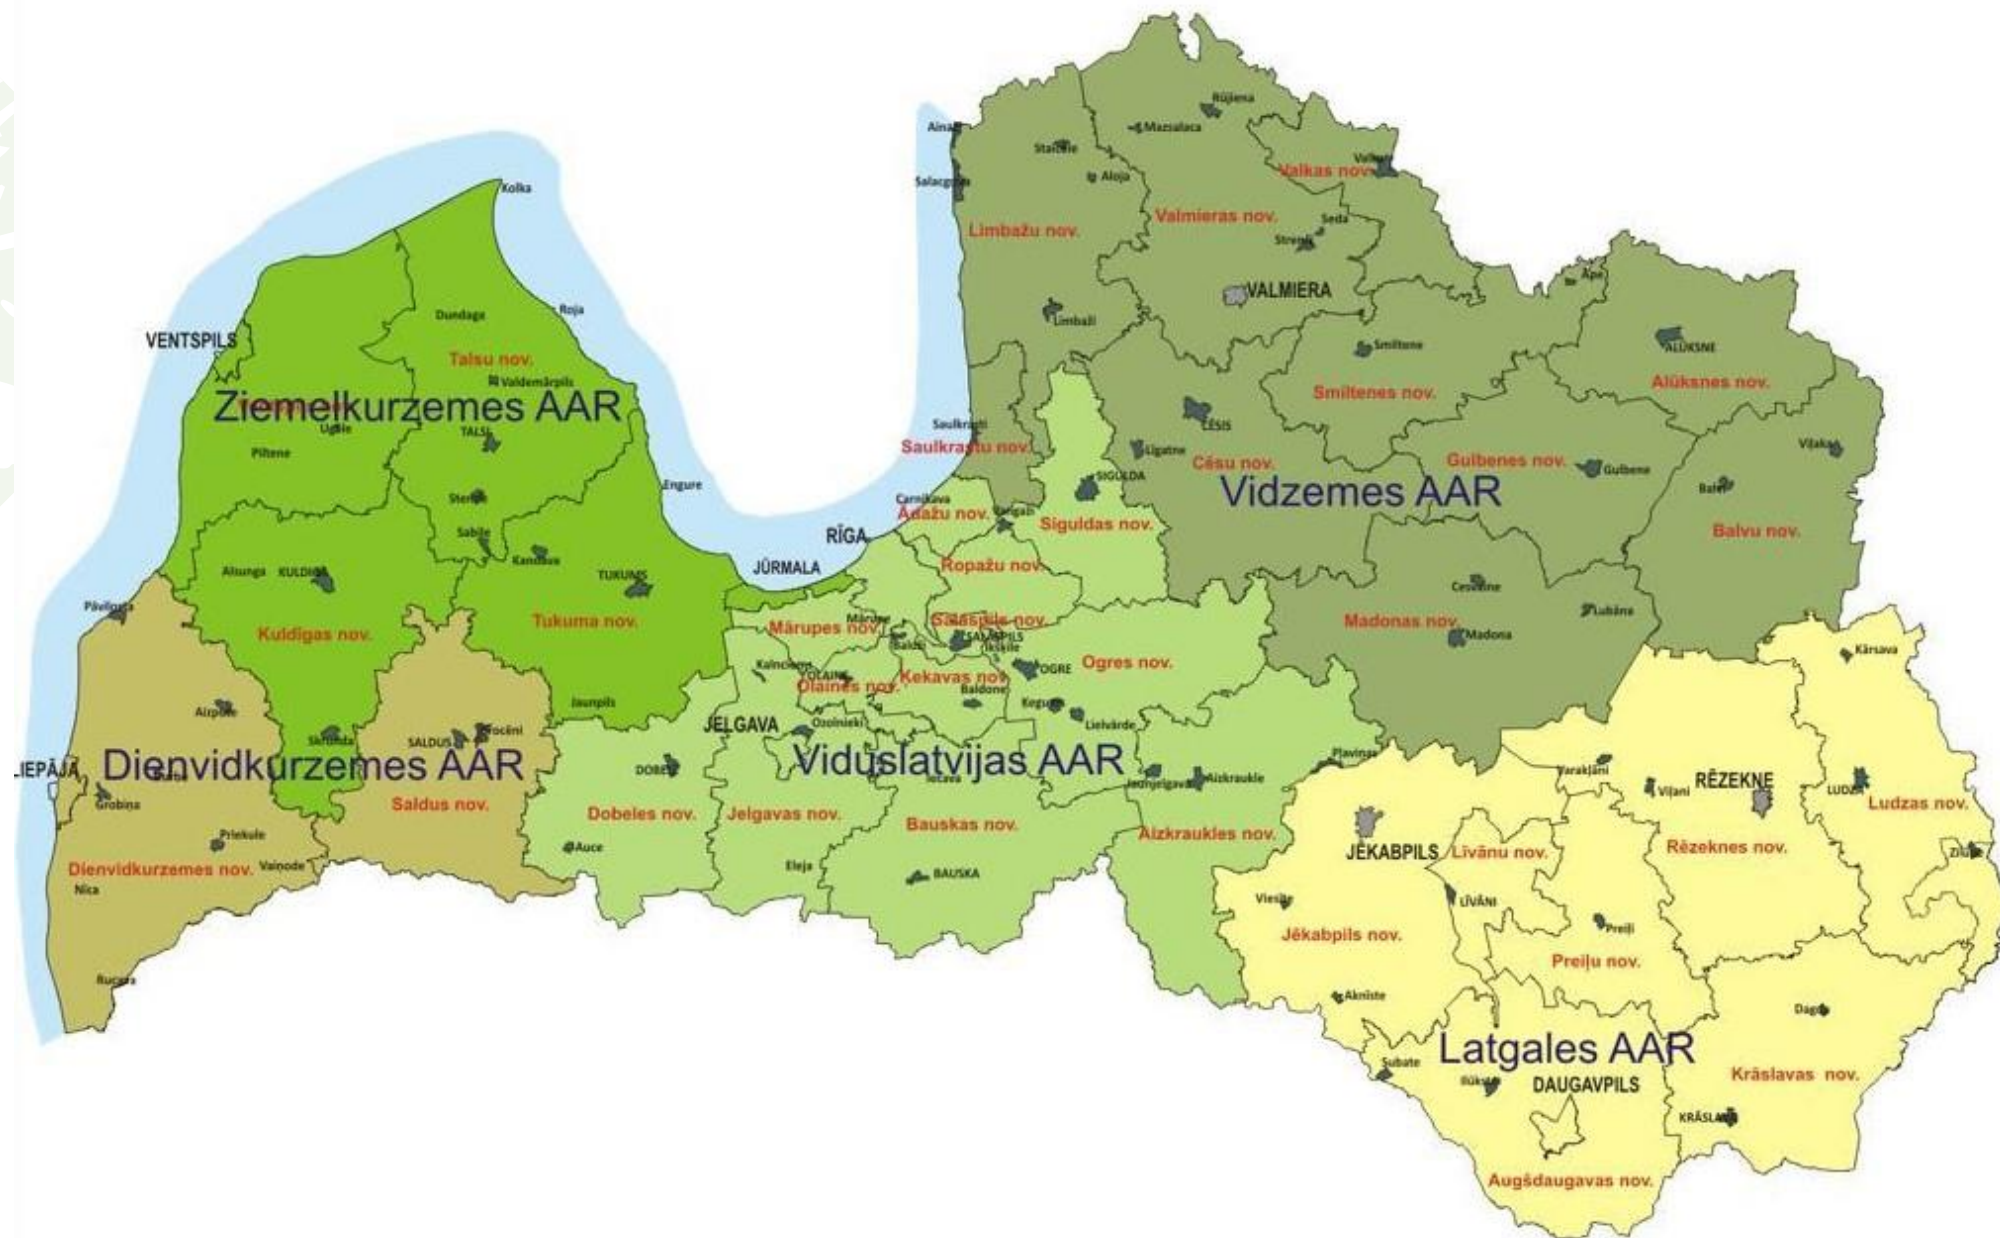 Kolka
Rūjiena
Mazsalaca
Staicele
Aloja
Valkas nov.
Limbažu nov.
Valmieras nov.
Seda
VALMIERA
Ape
Limbaži
Roja
Dundaga
VENTSPILS
Talsu nov.
Valdemārpils
Smiltene
Smiltenes nov.
ALŪKSNE
Alūksnes nov.
Ziemelkurzemes AAR
Ugāle
TALSI
Piltene
Saulkrasti
Saulkrastu nov.
CĒSIS
Līgatne
Cēsu nov.
Gulbenes nov.
Gulbene
Viļaka
Vidzemes AAR
Balvi
Balvu nov.
Engure
Stende
SIGULDA
Carnikava
Ādažu nov.
Siguldas nov.
RĪGA
Sabile
Kandava
JŪRMALA
Ropažu nov.
Alsunga
KULDĪGA
TUKUMS
Cesvaine
Lubāna
Pāvilosta
Kuldīgas nov.
Tukuma nov.
Mārupes nov.
Salaspils nov.
SALASPILS
Ikšķile
Baloži
Madonas nov.
Madona
Kārsava
OGRE
Ogres nov.
Ķekavas nov.
Olaines nov.
OLAINE
Baldone
Jaunpils
Aizpute
Ķegums
Lielvārde
Skrunda
SALDUS
Brocēni
JELGAVA
Ozolnieki
Pļaviņas
LIEPĀJA
Dienvidkurzemes AAR
Viduslatvijas AAR
DOBELE
Iecava
Jaunjelgava
Aizkraukle
Varakļāni
Viļāni
RĒZEKNE
LUDZA
Ludzas nov.
Grobiņa
Saldus nov.
Dobeles nov.
Jelgavas nov.
Bauskas nov.
Aizkraukles nov.
Priekule
Auce
JĒKABPILS
Līvānu nov.
Rēzeknes nov.
Zilupe
Dienvidkurzemes nov.
Vaiņode
Eleja
BAUSKA
Nīca
Viesīte
LĪVĀNI
Preiļi
Jēkabpils nov.
Preiļu nov.
Rucava
Aknīste
Dagda
Latgales AAR
Subate
Ilūkste
DAUGAVPILS
Krāslavas nov.
KRĀSLAVA
Augšdaugavas nov.